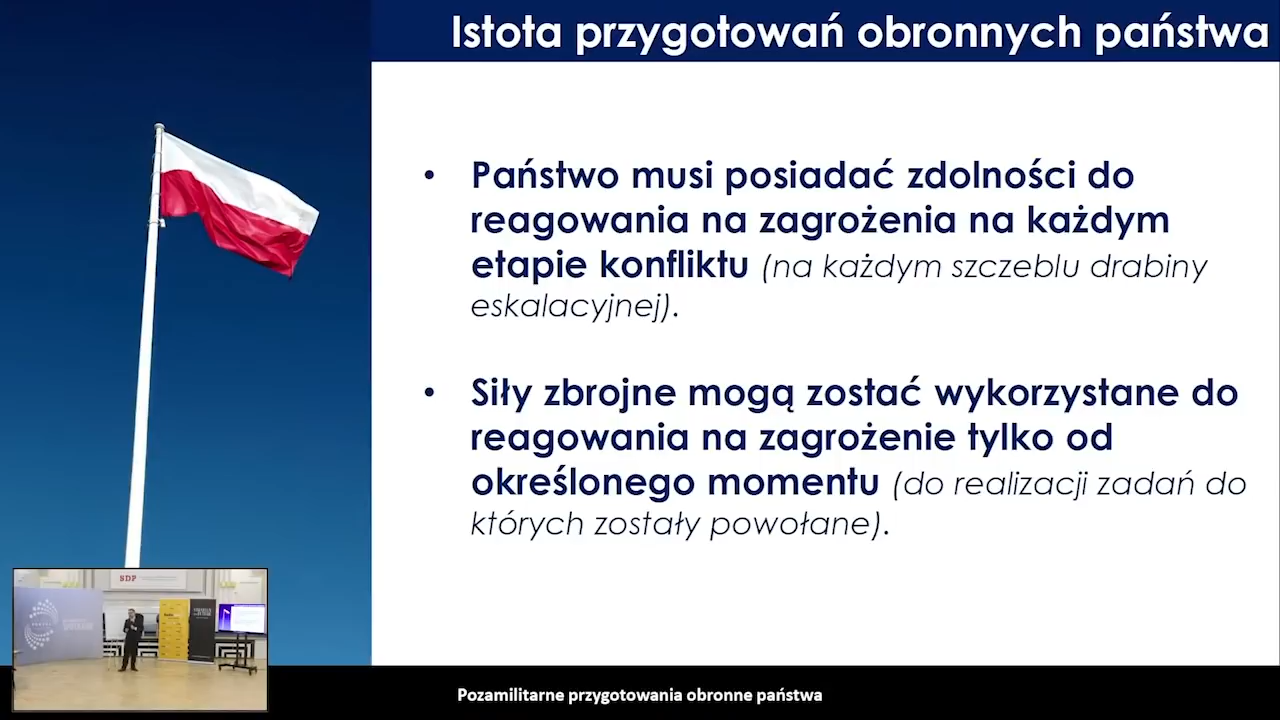 Istota przygotowań obronnych państwa
• Państwo musi posiadać zdolności do
reagowania na zagrożenia na każdym
etapie konfliktu (na każdym szczeblu drabiny
eskalacyjnej).
• Siły zbrojne mogą zostać wykorzystane do
reagowania na zagrożenie tylko od
określonego momentu (do realizacji zadań do
których zostały powołane).
SDP
Pozamilitarne przygotowania obronne państwa